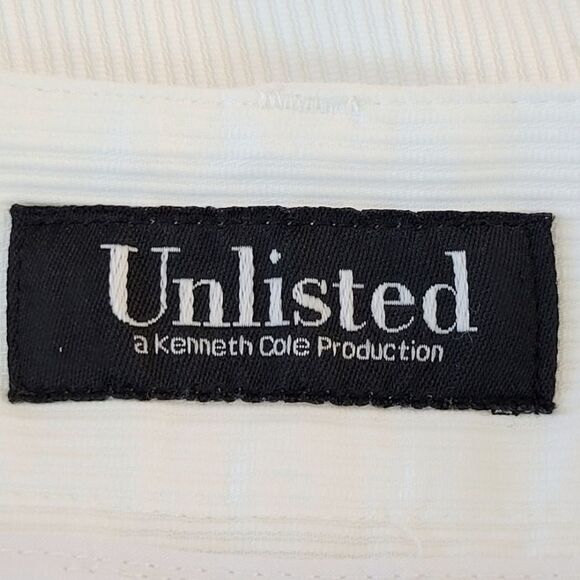 Unlisted
a Kenneth Cole Production